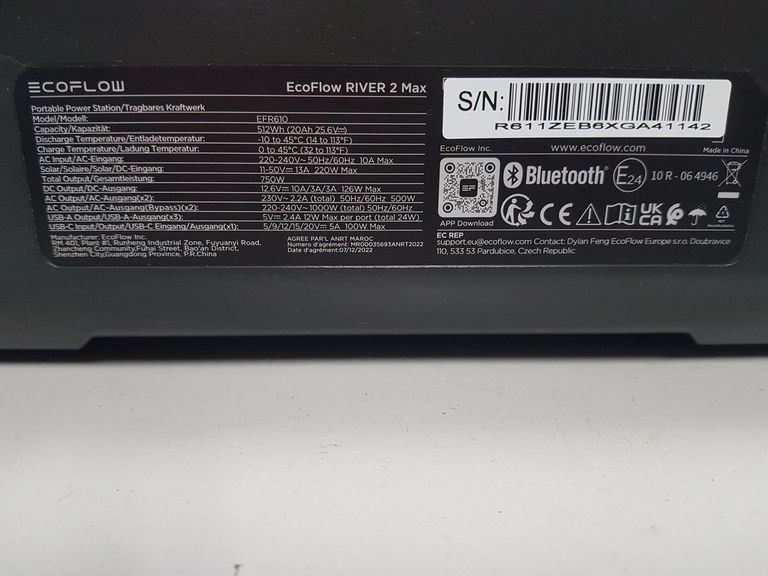 ECOFLOW
EcoFlow RIVER 2 Max
Portable Power Station/Tragbares Kraftwerk
Model/Modell: EFR610
Capacity/Kapazität: 512Wh (20Ah 25.6V⎓)
Discharge Temperature/Entladetemperatur: -10 to 45°C (14 to 113°F)
Charge Temperature/Ladung Temperatur: 0 to 45°C (32 to 113°F)
AC Input/AC-Eingang: 220-240V~ 50Hz/60Hz 10A Max
Solar/Solaire/Solar/DC-Eingang: 11-50V⎓ 13A 220W Max
Total Output/Gesamtleistung: 750W
DC Output/DC-Ausgang: 12.6V⎓ 10A/3A/3A 126W Max
AC Output/AC-Ausgang(x2): 230V~ 2.2A (total) 50Hz/60Hz 500W
AC Output/AC-Ausgang(Bypass)(x2): 220-240V~ 1000W (total) 50Hz/60Hz
USB-A Output/USB-A-Ausgang(x3): 5V⎓ 2.4A 12W Max per port (total 24W)
USB-C Input/Output/USB-C Eingang/Ausgang(x1): 5/9/12/15/20V⎓ 5A 100W Max
Manufacturer: EcoFlow Inc.
RM 401, Plant #1, Runheng Industrial Zone, Fuyuanyi Road,
Zhancheng Community,Fuhai Street, Bao'an District,
Shenzhen City,Guangdong Province, P.R.China
AGREE PAR'L ANRT MAROC
Numero d'agrément: MR00035693ANRT2022
Date d'agrément:07/12/2022
S/N:
R611ZEB6XGA41142
EcoFlow Inc. www.ecoflow.com Made in China
EF
APP Download
Bluetooth®
E24
10 R - 06 4946
CE
UK
CA
EC REP
support.eu@ecoflow.com Contact: Dylan Feng EcoFlow Europe s.r.o. Doubravice
110, 533 53 Pardubice, Czech Republic